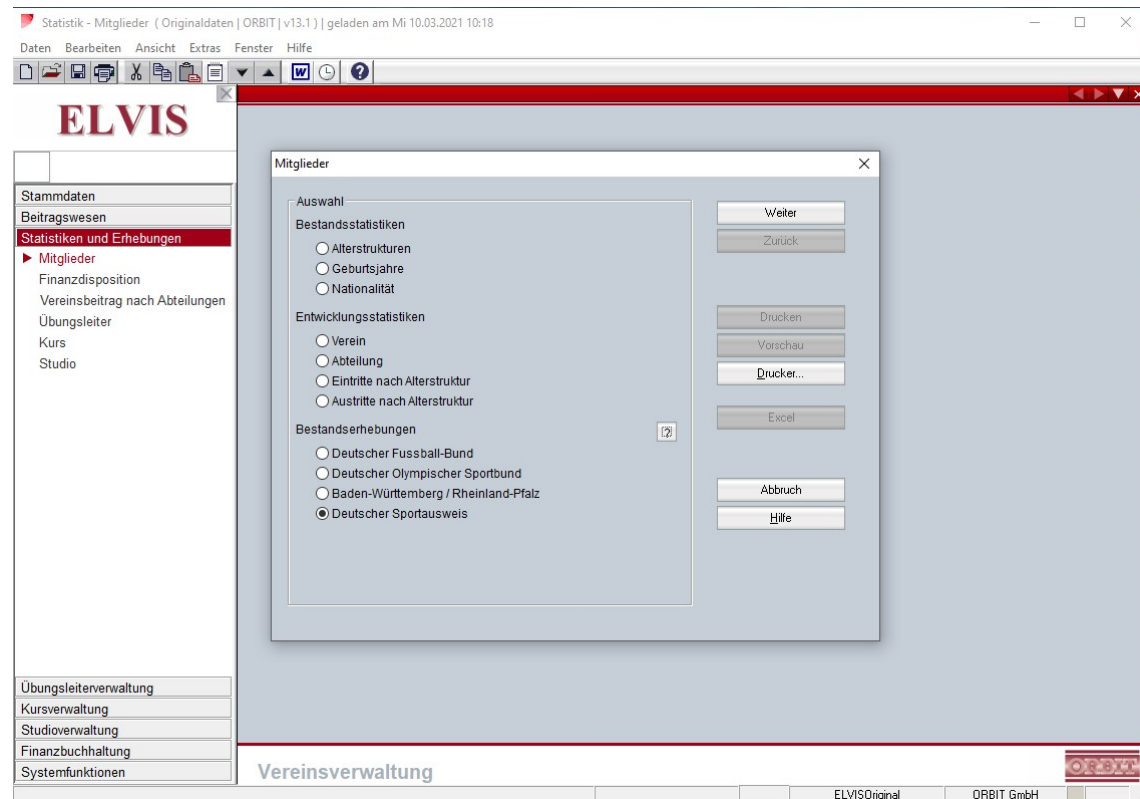 Statistik - Mitglieder ( Originaldaten | ORBIT | v13.1 ) | geladen am Mi 10.03.2021 10:18
Daten Bearbeiten Ansicht Extras Fenster Hilfe
W
ELVIS
Stammdaten
Beitragswesen
Statistiken und Erhebungen
Mitglieder
Finanzdisposition
Vereinsbeitrag nach Abteilungen
Übungsleiter
Kurs
Studio
Übungsleiterverwaltung
Kursverwaltung
Studioverwaltung
Finanzbuchhaltung
Systemfunktionen
Mitglieder
Auswahl
Bestandsstatistiken
Alterstrukturen
Geburtsjahre
Nationalität
Entwicklungsstatistiken
Verein
Abteilung
Eintritte nach Alterstruktur
Austritte nach Alterstruktur
Bestandserhebungen
Deutscher Fussball-Bund
Deutscher Olympischer Sportbund
Baden-Württemberg / Rheinland-Pfalz
Deutscher Sportausweis
Weiter
Zurück
Drucken
Vorschau
Drucker...
Excel
Abbruch
Hilfe
Vereinsverwaltung
ORBIT
ELVISOriginal ORBIT GmbH